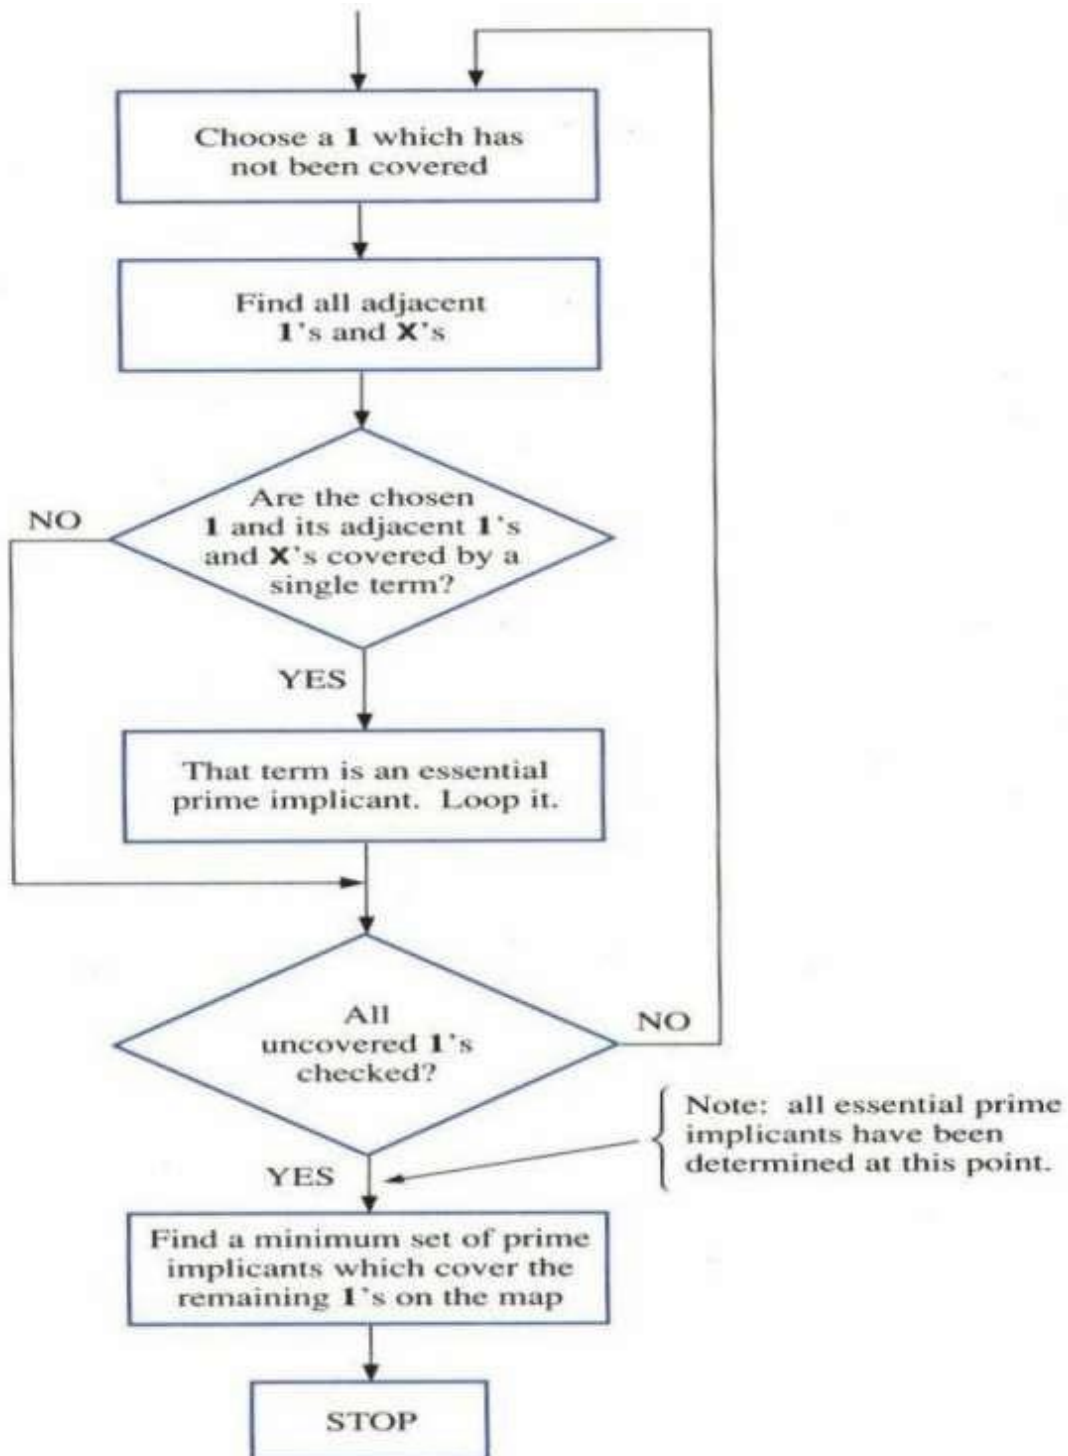 Choose a 1 which has
not been covered
Find all adjacent
1's and X's
Are the chosen
1 and its adjacent 1's
and X's covered by a
single term?
NO
YES
That term is an essential
prime implicant. Loop it.
All
uncovered 1's
checked?
NO
Note: all essential prime
implicants have been
determined at this point.
YES
Find a minimum set of prime
implicants which cover the
remaining 1's on the map
STOP